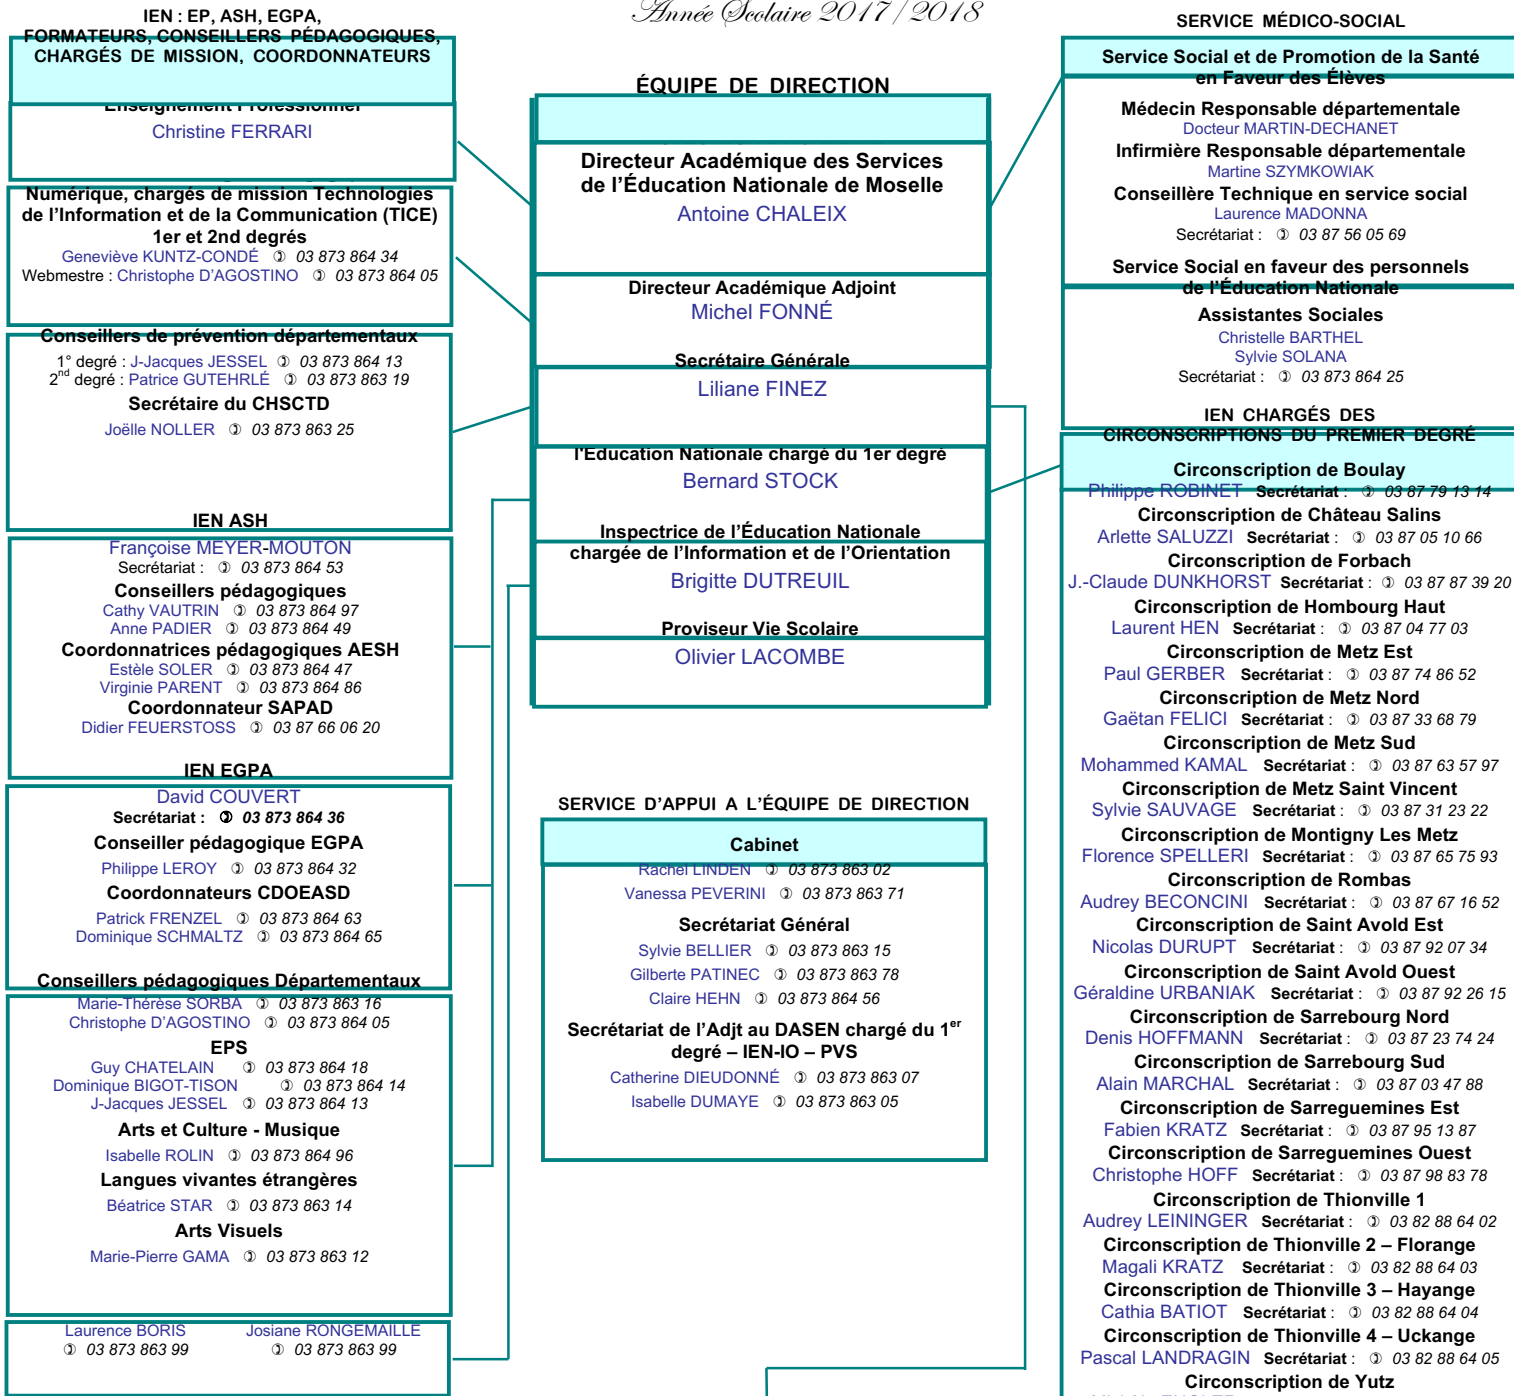 Année Scolaire 2017/2018
IEN : EP, ASH, EGPA,
FORMATEURS, CONSEILLERS PÉDAGOGIQUES,
CHARGÉS DE MISSION, COORDONNATEURS
Enseignement Professionnel
Christine FERRARI
Numérique, chargés de mission Technologies
de l'Information et de la Communication (TICE)
1er et 2nd degrés
Geneviève KUNTZ-CONDÉ 03 873 864 34
Webmestre : Christophe D'AGOSTINO 03 873 864 05
Conseillers de prévention départementaux
1° degré : J-Jacques JESSEL 03 873 864 13
2nd degré : Patrice GUTEHRLÉ 03 873 863 19
Secrétaire du CHSCTD
Joëlle NOLLER 03 873 863 25
IEN ASH
Françoise MEYER-MOUTON
Secrétariat : 03 873 864 53
Conseillers pédagogiques
Cathy VAUTRIN 03 873 864 97
Anne PADIER 03 873 864 49
Coordonnatrices pédagogiques AESH
Estèle SOLER 03 873 864 47
Virginie PARENT 03 873 864 86
Coordonnateur SAPAD
Didier FEUERSTOSS 03 87 66 06 20
IEN EGPA
David COUVERT
Secrétariat : 03 873 864 36
Conseiller pédagogique EGPA
Philippe LEROY 03 873 864 32
Coordonnateurs CDOEASD
Patrick FRENZEL 03 873 864 63
Dominique SCHMALTZ 03 873 864 65
Conseillers pédagogiques Départementaux
Marie-Thérèse SORBA 03 873 863 16
Christophe D'AGOSTINO 03 873 864 05
EPS
Guy CHATELAIN 03 873 864 18
Dominique BIGOT-TISON 03 873 864 14
J-Jacques JESSEL 03 873 864 13
Arts et Culture - Musique
Isabelle ROLIN 03 873 864 96
Langues vivantes étrangères
Béatrice STAR 03 873 863 14
Arts Visuels
Marie-Pierre GAMA 03 873 863 12
Laurence BORIS Josiane RONGEMAILLE
03 873 863 99 03 873 863 99
ÉQUIPE DE DIRECTION
Directeur Académique des Services
de l'Éducation Nationale de Moselle
Antoine CHALEIX
Directeur Académique Adjoint
Michel FONNÉ
Secrétaire Générale
Liliane FINEZ
l'Education Nationale chargé du 1er degré
Bernard STOCK
Inspectrice de l'Éducation Nationale
chargée de l'Information et de l'Orientation
Brigitte DUTREUIL
Proviseur Vie Scolaire
Olivier LACOMBE
SERVICE D'APPUI A L'ÉQUIPE DE DIRECTION
Cabinet
Rachel LINDEN 03 873 863 02
Vanessa PEVERINI 03 873 863 71
Secrétariat Général
Sylvie BELLIER 03 873 863 15
Gilberte PATINEC 03 873 863 78
Claire HEHN 03 873 864 56
Secrétariat de l'Adjt au DASEN chargé du 1er
degré – IEN-IO – PVS
Catherine DIEUDONNÉ 03 873 863 07
Isabelle DUMAYE 03 873 863 05
SERVICE MÉDICO-SOCIAL
Service Social et de Promotion de la Santé
en Faveur des Élèves
Médecin Responsable départementale
Docteur MARTIN-DECHANET
Infirmière Responsable départementale
Martine SZYMKOWIAK
Conseillère Technique en service social
Laurence MADONNA
Secrétariat : 03 87 56 05 69
Service Social en faveur des personnels
de l'Éducation Nationale
Assistantes Sociales
Christelle BARTHEL
Sylvie SOLANA
Secrétariat : 03 873 864 25
IEN CHARGÉS DES
CIRCONSCRIPTIONS DU PREMIER DEGRÉ
Circonscription de Boulay
Philippe ROBINET Secrétariat : 03 87 79 13 14
Circonscription de Château Salins
Arlette SALUZZI Secrétariat : 03 87 05 10 66
Circonscription de Forbach
J.-Claude DUNKHORST Secrétariat : 03 87 87 39 20
Circonscription de Hombourg Haut
Laurent HEN Secrétariat : 03 87 04 77 03
Circonscription de Metz Est
Paul GERBER Secrétariat : 03 87 74 86 52
Circonscription de Metz Nord
Gaëtan FELICI Secrétariat : 03 87 33 68 79
Circonscription de Metz Sud
Mohammed KAMAL Secrétariat : 03 87 63 57 97
Circonscription de Metz Saint Vincent
Sylvie SAUVAGE Secrétariat : 03 87 31 23 22
Circonscription de Montigny Les Metz
Florence SPELLERI Secrétariat : 03 87 65 75 93
Circonscription de Rombas
Audrey BECONCINI Secrétariat : 03 87 67 16 52
Circonscription de Saint Avold Est
Nicolas DURUPT Secrétariat : 03 87 92 07 34
Circonscription de Saint Avold Ouest
Géraldine URBANIAK Secrétariat : 03 87 92 26 15
Circonscription de Sarrebourg Nord
Denis HOFFMANN Secrétariat : 03 87 23 74 24
Circonscription de Sarrebourg Sud
Alain MARCHAL Secrétariat : 03 87 03 47 88
Circonscription de Sarreguemines Est
Fabien KRATZ Secrétariat : 03 87 95 13 87
Circonscription de Sarreguemines Ouest
Christophe HOFF Secrétariat : 03 87 98 83 78
Circonscription de Thionville 1
Audrey LEININGER Secrétariat : 03 82 88 64 02
Circonscription de Thionville 2 – Florange
Magali KRATZ Secrétariat : 03 82 88 64 03
Circonscription de Thionville 3 – Hayange
Cathia BATIOT Secrétariat : 03 82 88 64 04
Circonscription de Thionville 4 – Uckange
Pascal LANDRAGIN Secrétariat : 03 82 88 64 05
Circonscription de Yutz